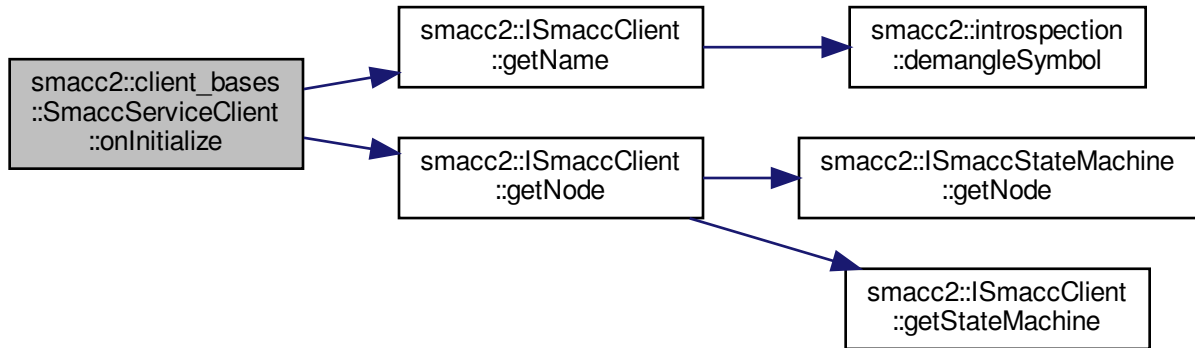 smacc2::client_bases
::SmaccServiceClient
::onInitialize
smacc2::ISmaccClient
::getName
smacc2::introspection
::demangleSymbol
smacc2::ISmaccClient
::getNode
smacc2::ISmaccStateMachine
::getNode
smacc2::ISmaccClient
::getStateMachine